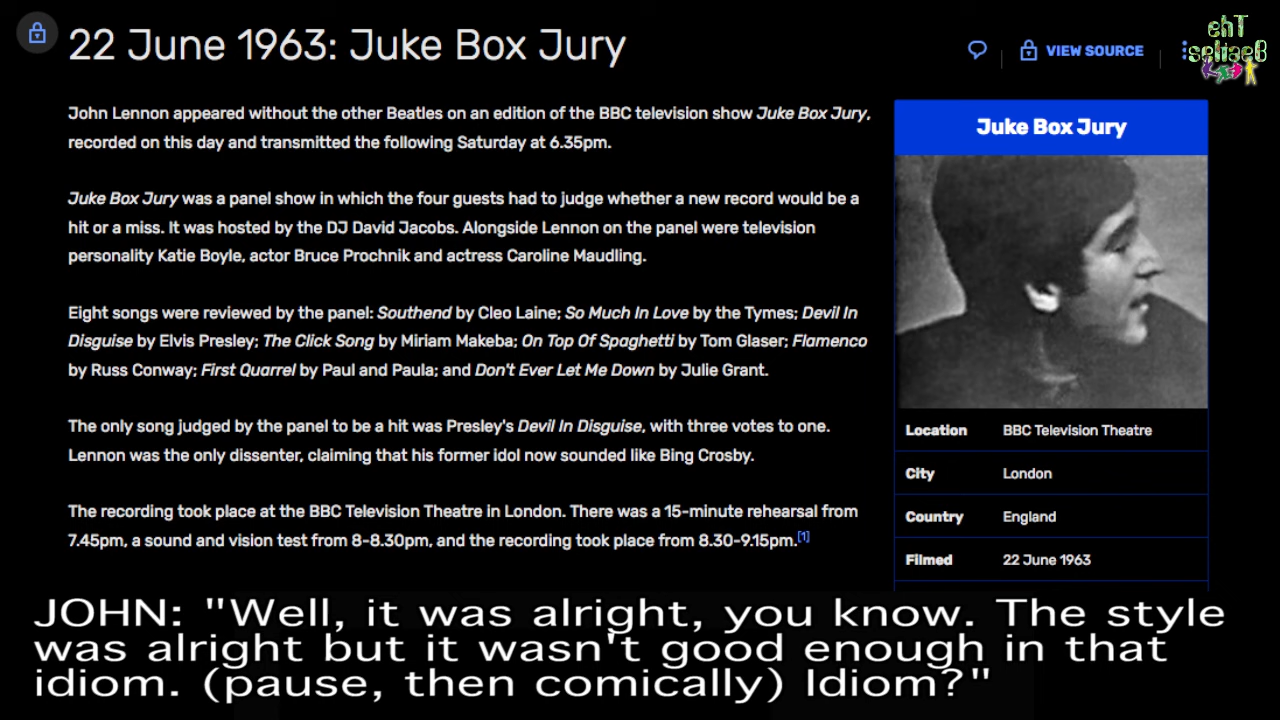 22 June 1963: Juke Box Jury
VIEW SOURCE
ehT
seltaeB
John Lennon appeared without the other Beatles on an edition of the BBC television show Juke Box Jury,
recorded on this day and transmitted the following Saturday at 6.35pm.
Juke Box Jury was a panel show in which the four guests had to judge whether a new record would be a
hit or a miss. It was hosted by the DJ David Jacobs. Alongside Lennon on the panel were television
personality Katie Boyle, actor Bruce Prochnik and actress Caroline Maudling.
Eight songs were reviewed by the panel: Southend by Cleo Laine; So Much In Love by the Tymes; Devil In
Disguise by Elvis Presley; The Click Song by Miriam Makeba; On Top Of Spaghetti by Tom Glaser; Flamenco
by Russ Conway; First Quarrel by Paul and Paula; and Don't Ever Let Me Down by Julie Grant.
The only song judged by the panel to be a hit was Presley's Devil In Disguise, with three votes to one.
Lennon was the only dissenter, claiming that his former idol now sounded like Bing Crosby.
The recording took place at the BBC Television Theatre in London. There was a 15-minute rehearsal from
7.45pm, a sound and vision test from 8-8.30pm, and the recording took place from 8.30-9.15pm.[1]
Juke Box Jury
Location BBC Television Theatre
City London
Country England
Filmed 22 June 1963
JOHN: "Well, it was alright, you know. The style
was alright but it wasn't good enough in that
idiom. (pause, then comically) Idiom?"